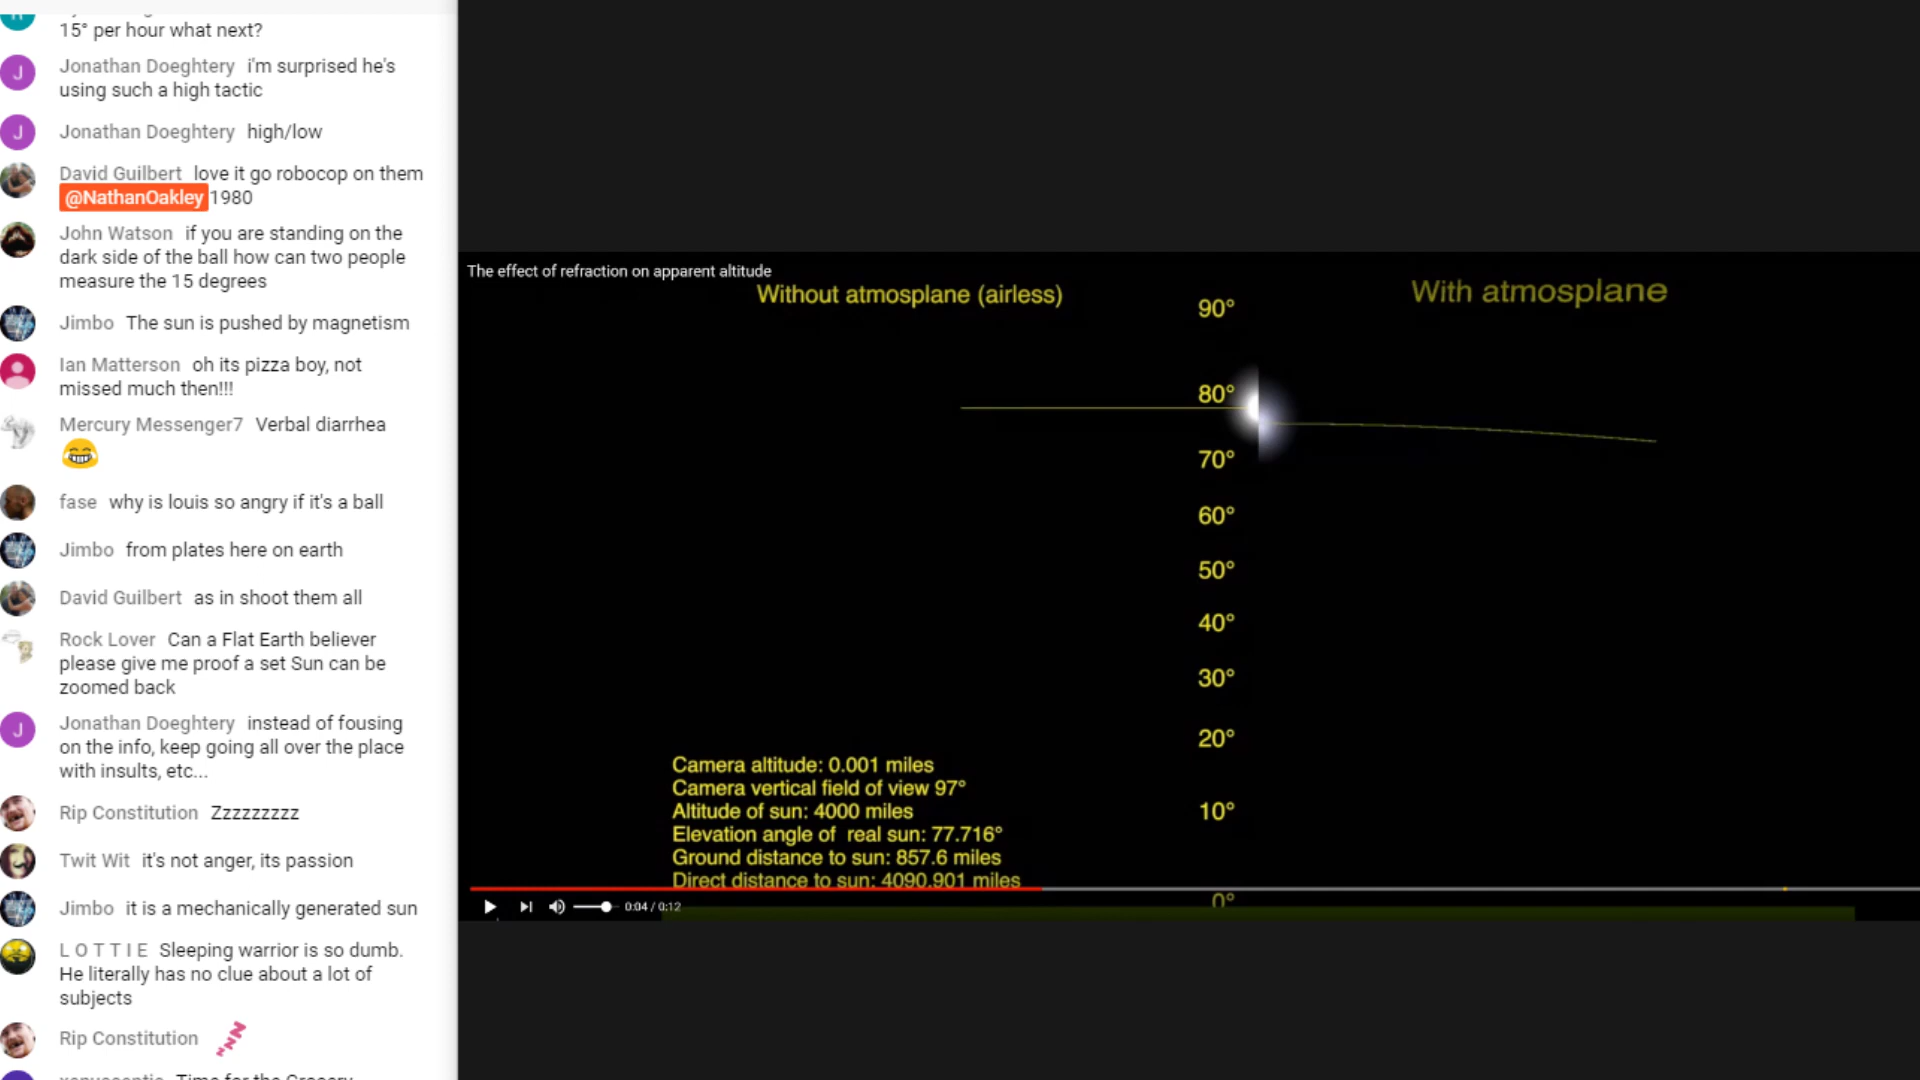 15° per hour what next?
Jonathan Doeghtery i'm surprised he's
using such a high tactic
Jonathan Doeghtery high/low
David Guilbert love it go robocop on them
@NathanOakley 1980
John Watson if you are standing on the
dark side of the ball how can two people
measure the 15 degrees
Jimbo The sun is pushed by magnetism
Ian Matterson oh its pizza boy, not
missed much then!!!
Mercury Messenger7 Verbal diarrhea
fase why is louis so angry if it's a ball
Jimbo from plates here on earth
David Guilbert as in shoot them all
Rock Lover Can a Flat Earth believer
please give me proof a set Sun can be
zoomed back
Jonathan Doeghtery instead of fousing
on the info, keep going all over the place
with insults, etc...
Rip Constitution Zzzzzzzzz
Twit Wit it's not anger, its passion
Jimbo it is a mechanically generated sun
L O T T I E Sleeping warrior is so dumb.
He literally has no clue about a lot of
subjects
Rip Constitution
Time for the Grocery
J
J
J
The effect of refraction on apparent altitude
Without atmosplane (airless)
With atmosplane
90°
80°
70°
60°
50°
40°
30°
20°
10°
0°
Camera altitude: 0.001 miles
Camera vertical field of view 97°
Altitude of sun: 4000 miles
Elevation angle of real sun: 77.716°
Ground distance to sun: 857.6 miles
Direct distance to sun: 4090.901 miles
0:04 / 0:12